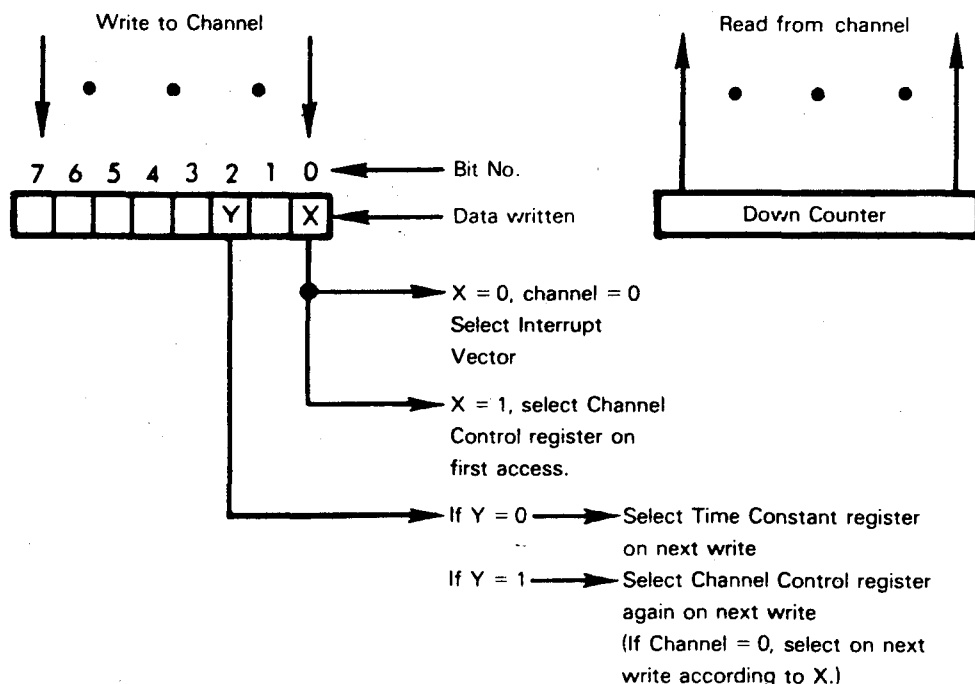 Write to Channel
Read from channel
7 6 5 4 3 2 1 0
Bit No.
Y X
Data written
Down Counter
X = 0, channel = 0
Select Interrupt
Vector
X = 1, select Channel
Control register on
first access.
If Y = 0
Select Time Constant register
on next write
If Y = 1
Select Channel Control register
again on next write
(If Channel = 0, select on next
write according to X.)